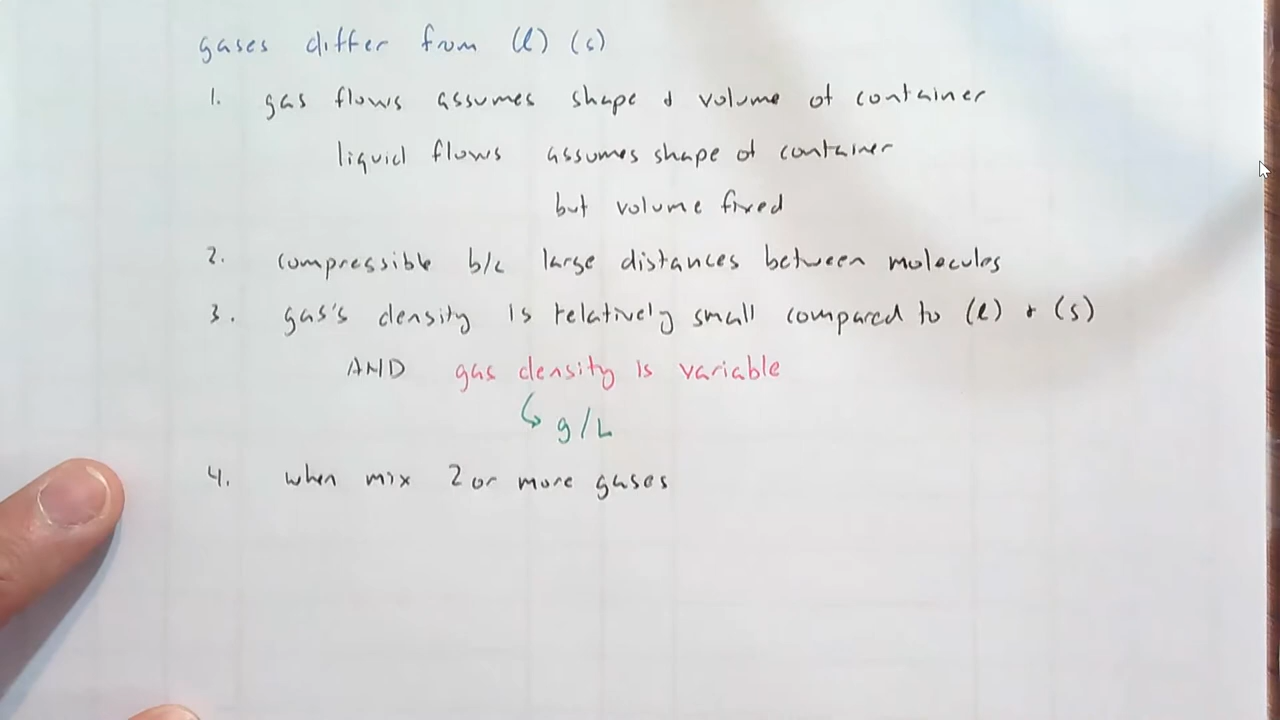 gases differ from (l) (s)
1. gas flows assumes shape & volume of container
liquid flows assumes shape of container
but volume fixed
2. compressible b/c large distances between molecules
3. gas's density is relatively small compared to (l) & (s)
AND gas density is variable
↳ g/L
4. when mix 2 or more gases